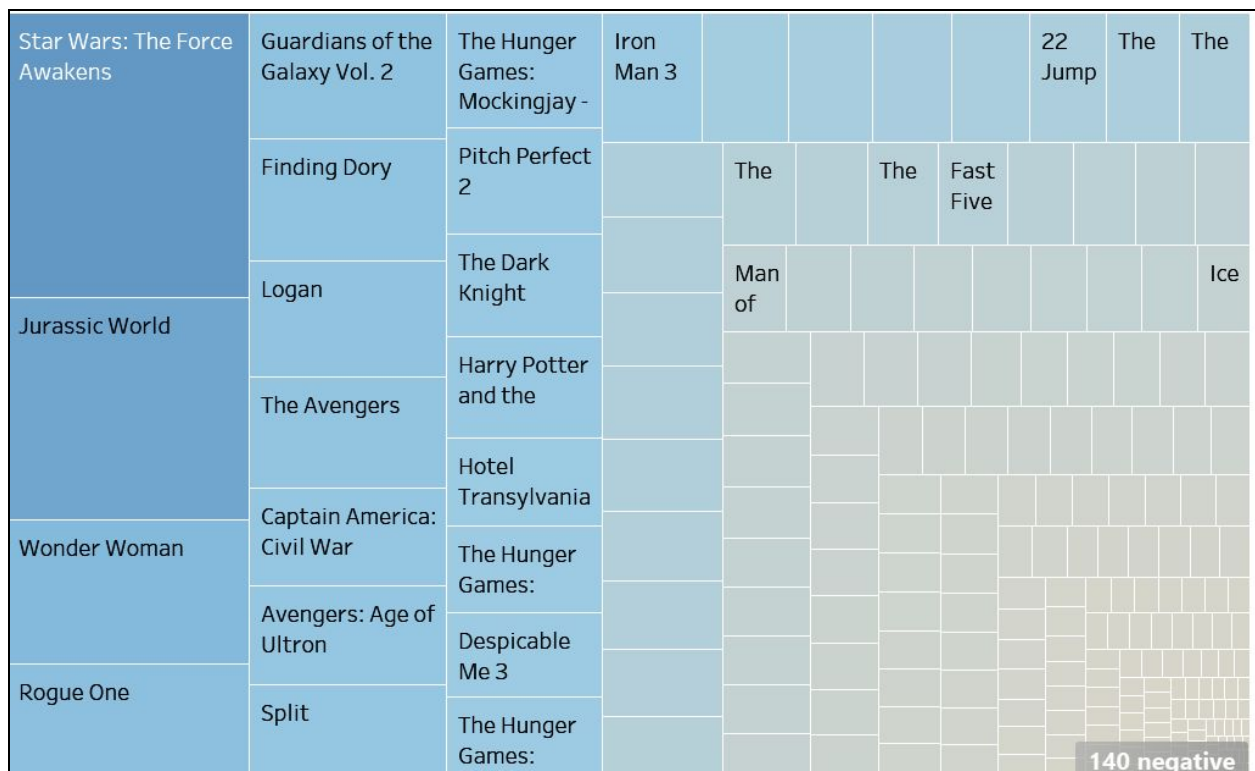 Star Wars: The Force
Awakens
Jurassic World
Wonder Woman
Rogue One
Guardians of the
Galaxy Vol. 2
Finding Dory
Logan
The Avengers
Captain America:
Civil War
Avengers: Age of
Ultron
Split
The Hunger
Games:
Mockingjay -
Pitch Perfect
2
The Dark
Knight
Harry Potter
and the
Hotel
Transylvania
The Hunger
Games:
Despicable
Me 3
The Hunger
Games:
Iron
Man 3
22
Jump
The
The
The
The
Fast
Five
Man
of
Ice
140 negative